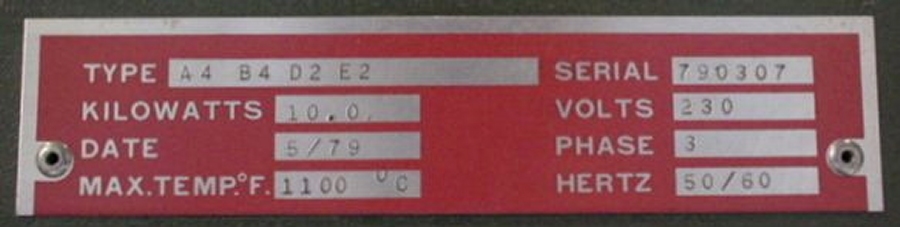 TYPE A4 B4 D2 E2 SERIAL 790307
KILOWATTS 10.0 VOLTS 230
DATE 5/79 PHASE 3
MAX.TEMP.°F. 1100 °C HERTZ 50/60